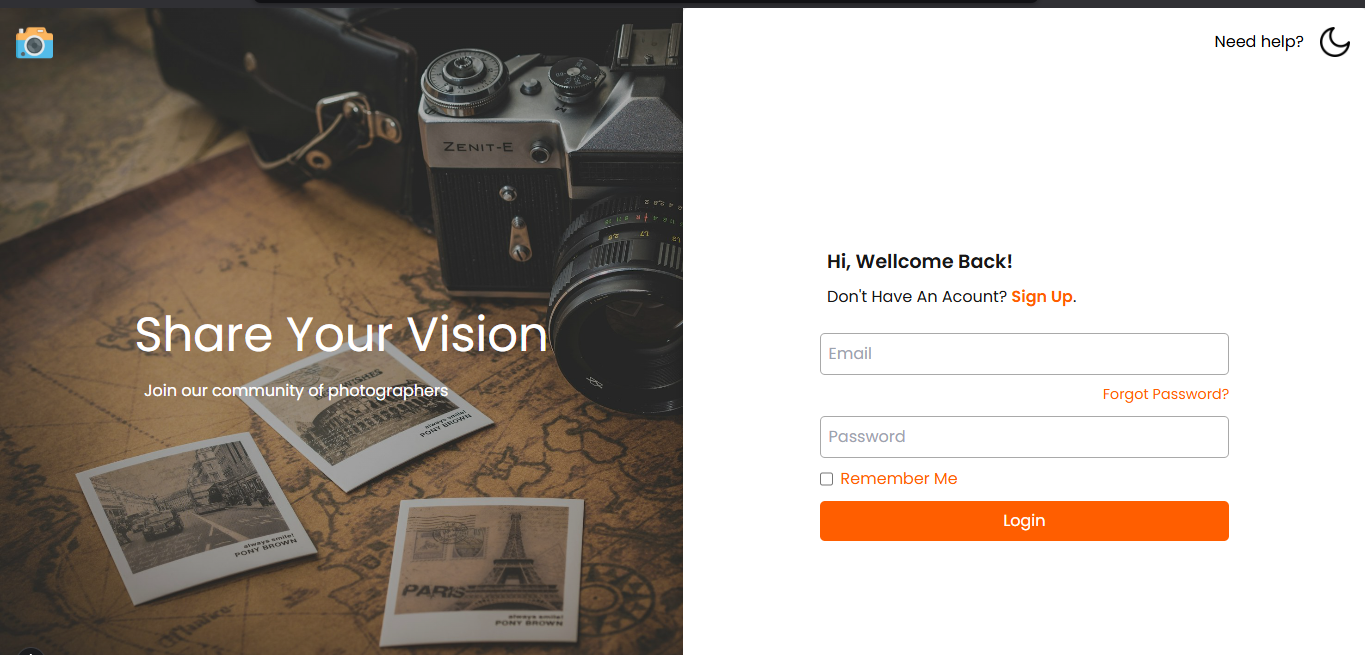 Need help?
ZENIT-E
Share Your Vision
Join our community of photographers
always smile!
PONY BROWN
always smile!
PONY BROWN
PARIS
always smile!
PONY BROWN
Hi, Wellcome Back!
Don't Have An Acount? Sign Up.
Email
Forgot Password?
Password
Remember Me
Login